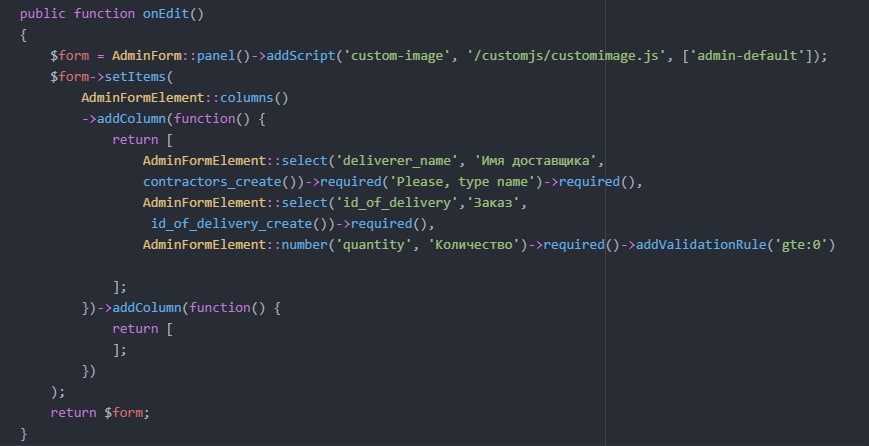 public function onEdit()
{
$form = AdminForm::panel()->addScript('custom-image', '/customjs/customimage.js', ['admin-default']);
$form->setItems(
AdminFormElement::columns()
->addColumn(function() {
return [
AdminFormElement::select('deliverer_name', 'Имя доставщика',
contractors_create())->required('Please, type name')->required(),
AdminFormElement::select('id_of_delivery','Заказ',
id_of_delivery_create())->required(),
AdminFormElement::number('quantity', 'Количество')->required()->addValidationRule('gte:0')
];
})->addColumn(function() {
return [
];
})
);
return $form;
}